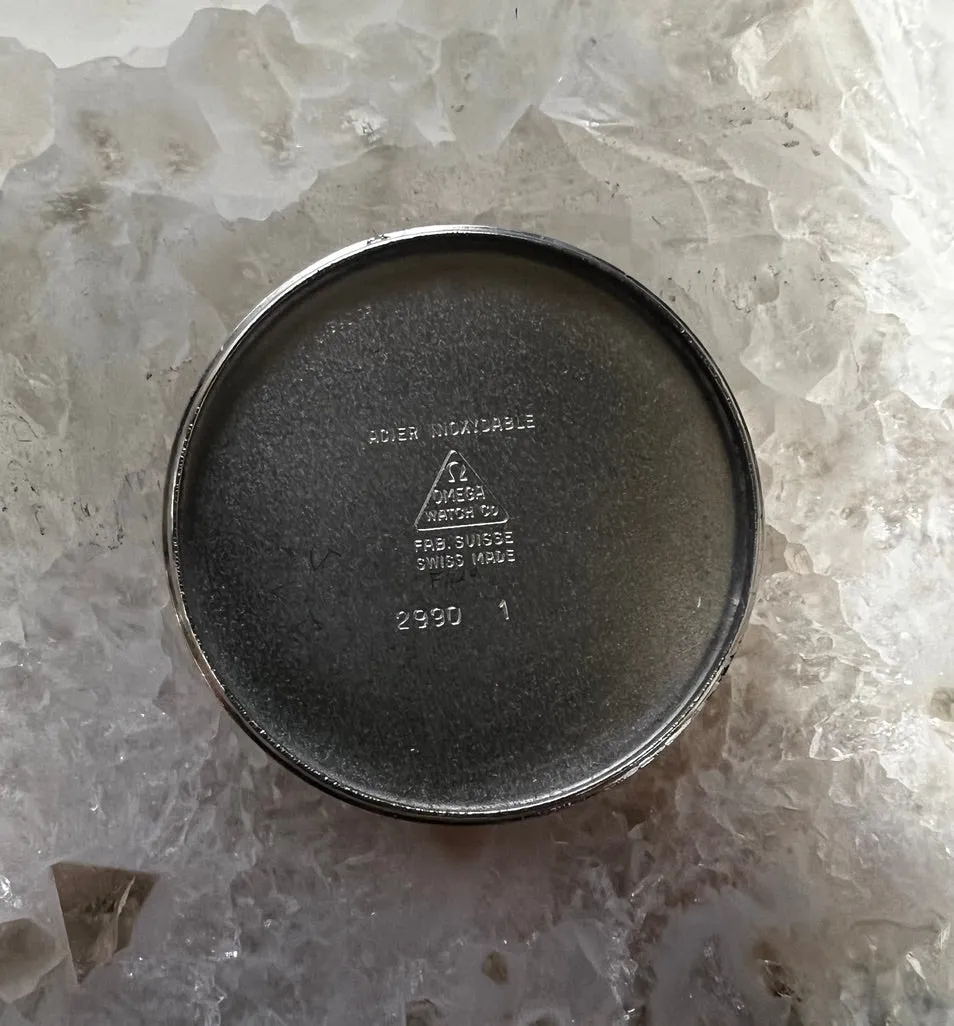 ACIER INOXYDABLE
Ω
OMEGA
WATCH CO
FAB. SUISSE
SWISS MADE
2990 1